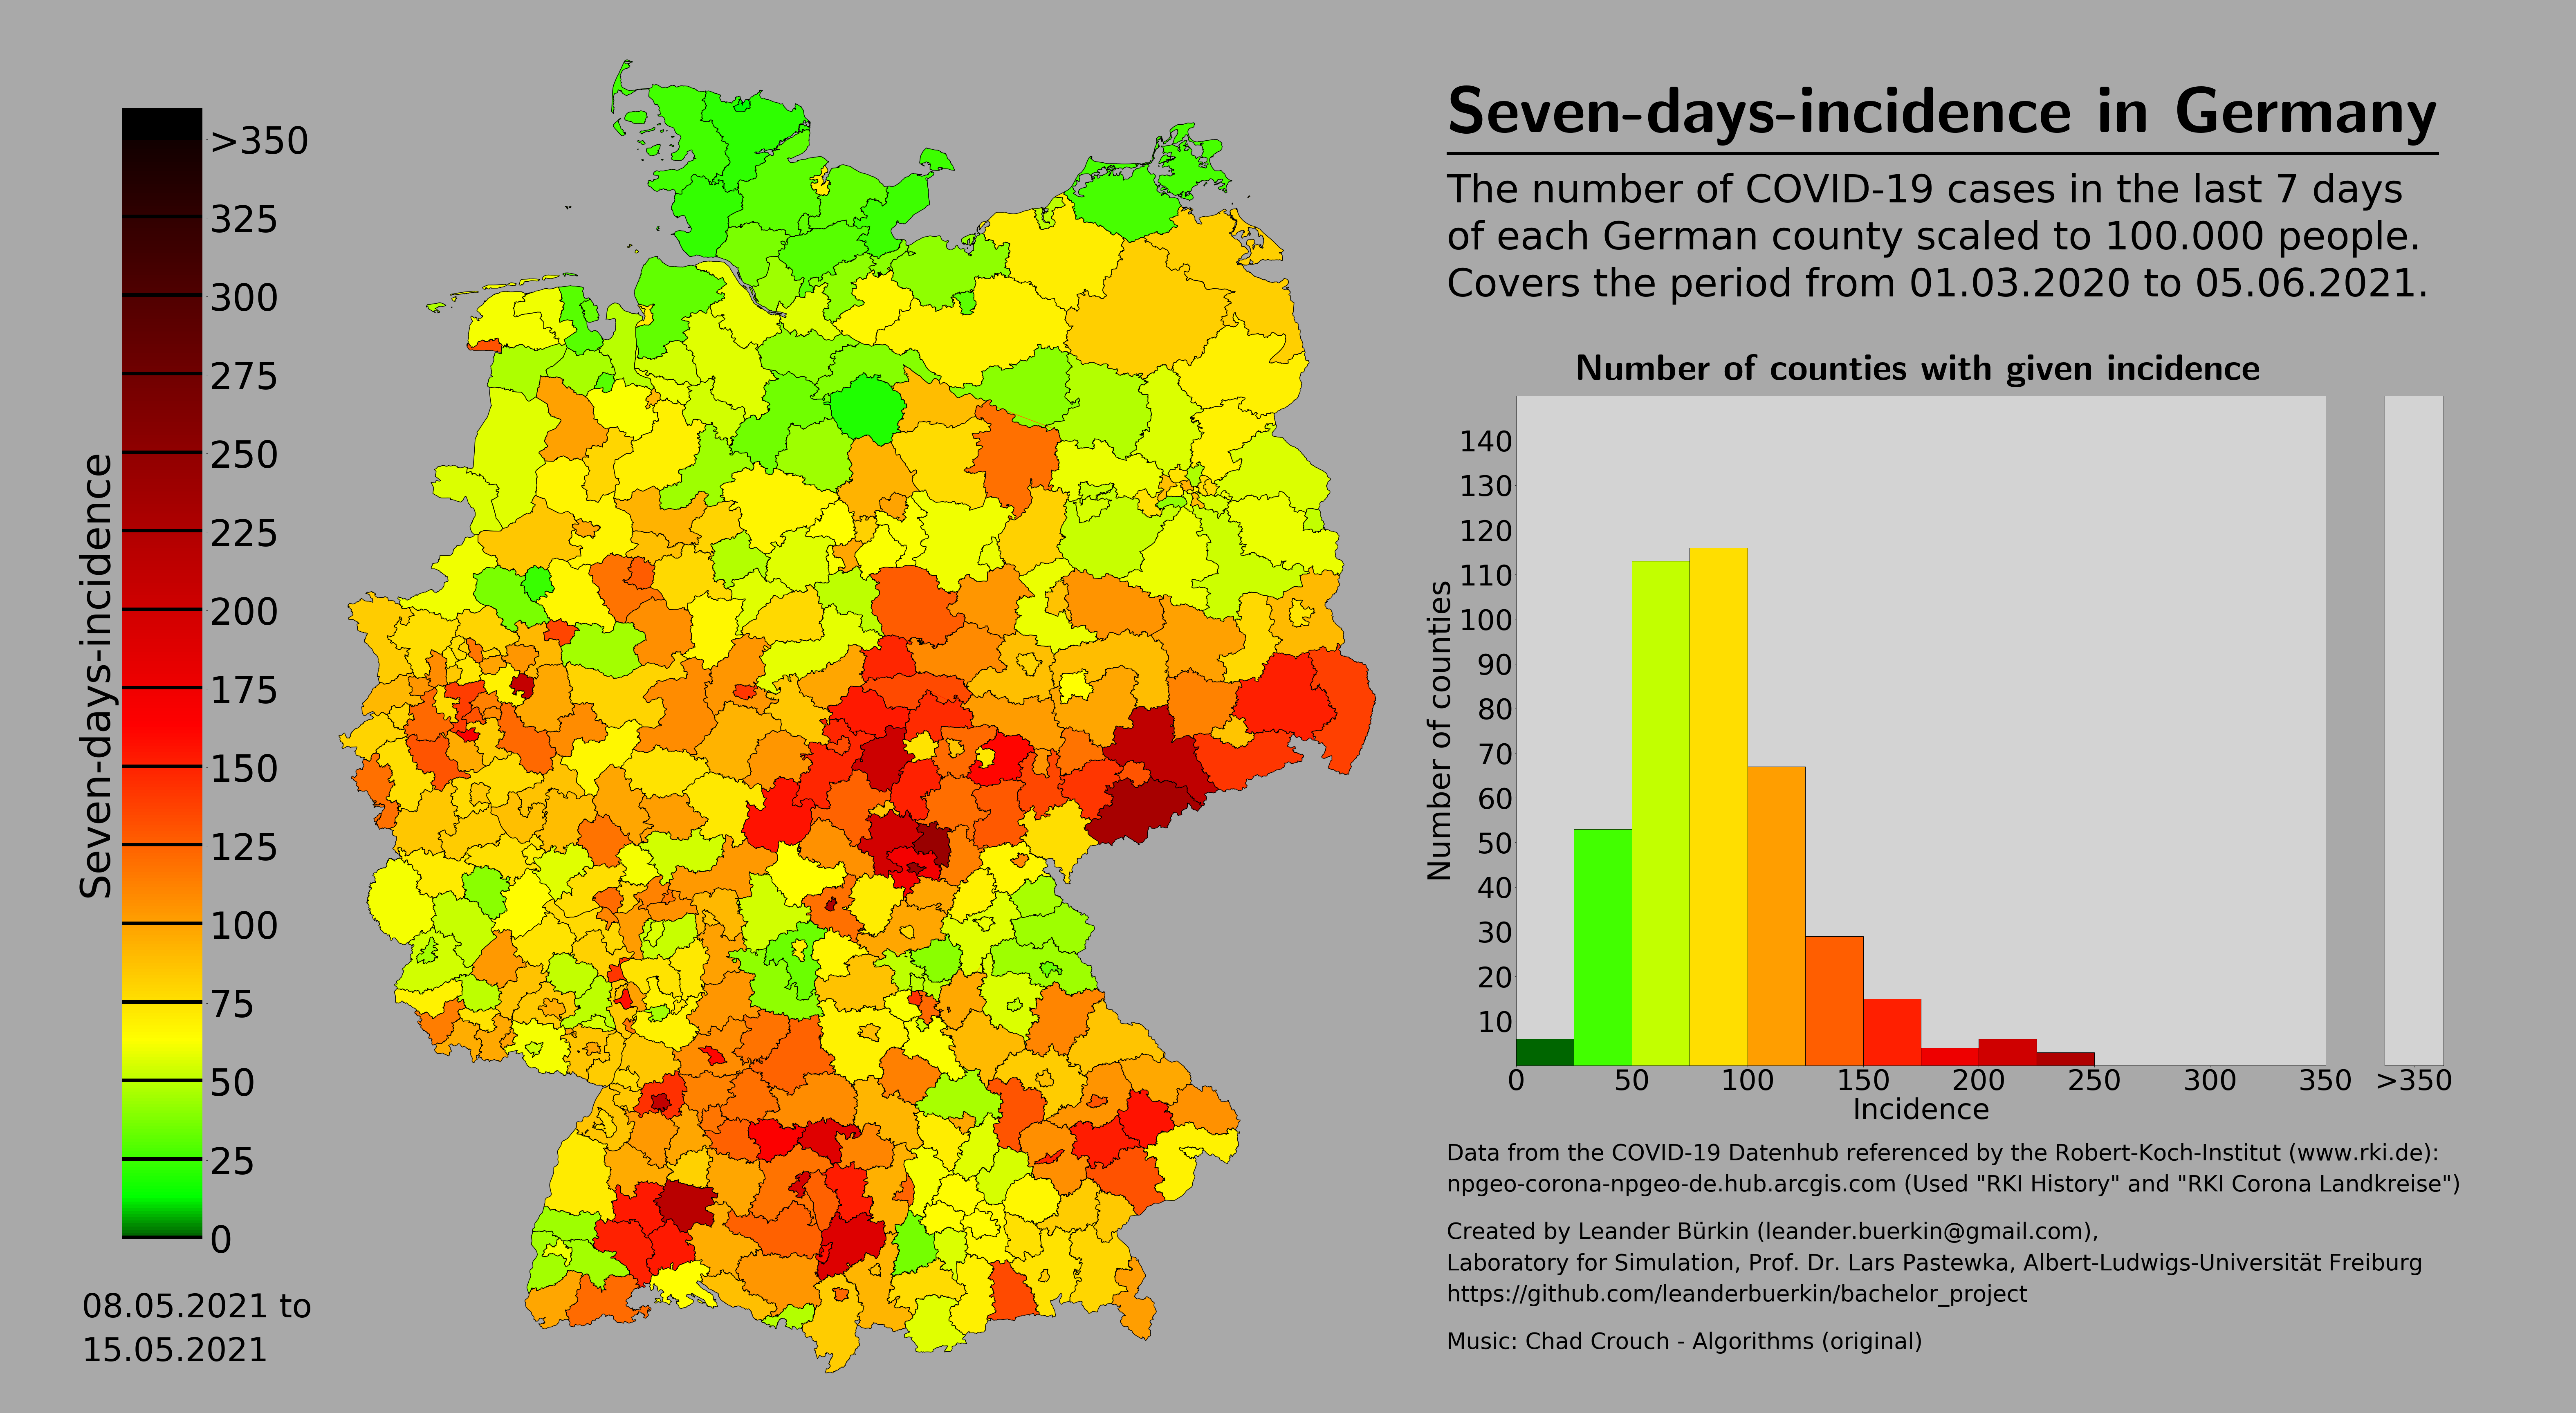 Seven-days-incidence in Germany
The number of COVID-19 cases in the last 7 days
of each German county scaled to 100.000 people.
Covers the period from 01.03.2020 to 05.06.2021.
Seven-days-incidence
>350
325
300
275
250
225
200
175
150
125
100
75
50
25
0
08.05.2021 to
15.05.2021
Number of counties with given incidence
Number of counties
140
130
120
110
100
90
80
70
60
50
40
30
20
10
0 50 100 150 200 250 300 350 >350
Incidence
Data from the COVID-19 Datenhub referenced by the Robert-Koch-Institut (www.rki.de):
npgeo-corona-npgeo-de.hub.arcgis.com (Used "RKI History" and "RKI Corona Landkreise")
Created by Leander Bürkin (leander.buerkin@gmail.com),
Laboratory for Simulation, Prof. Dr. Lars Pastewka, Albert-Ludwigs-Universität Freiburg
https://github.com/leanderbuerkin/bachelor_project
Music: Chad Crouch - Algorithms (original)